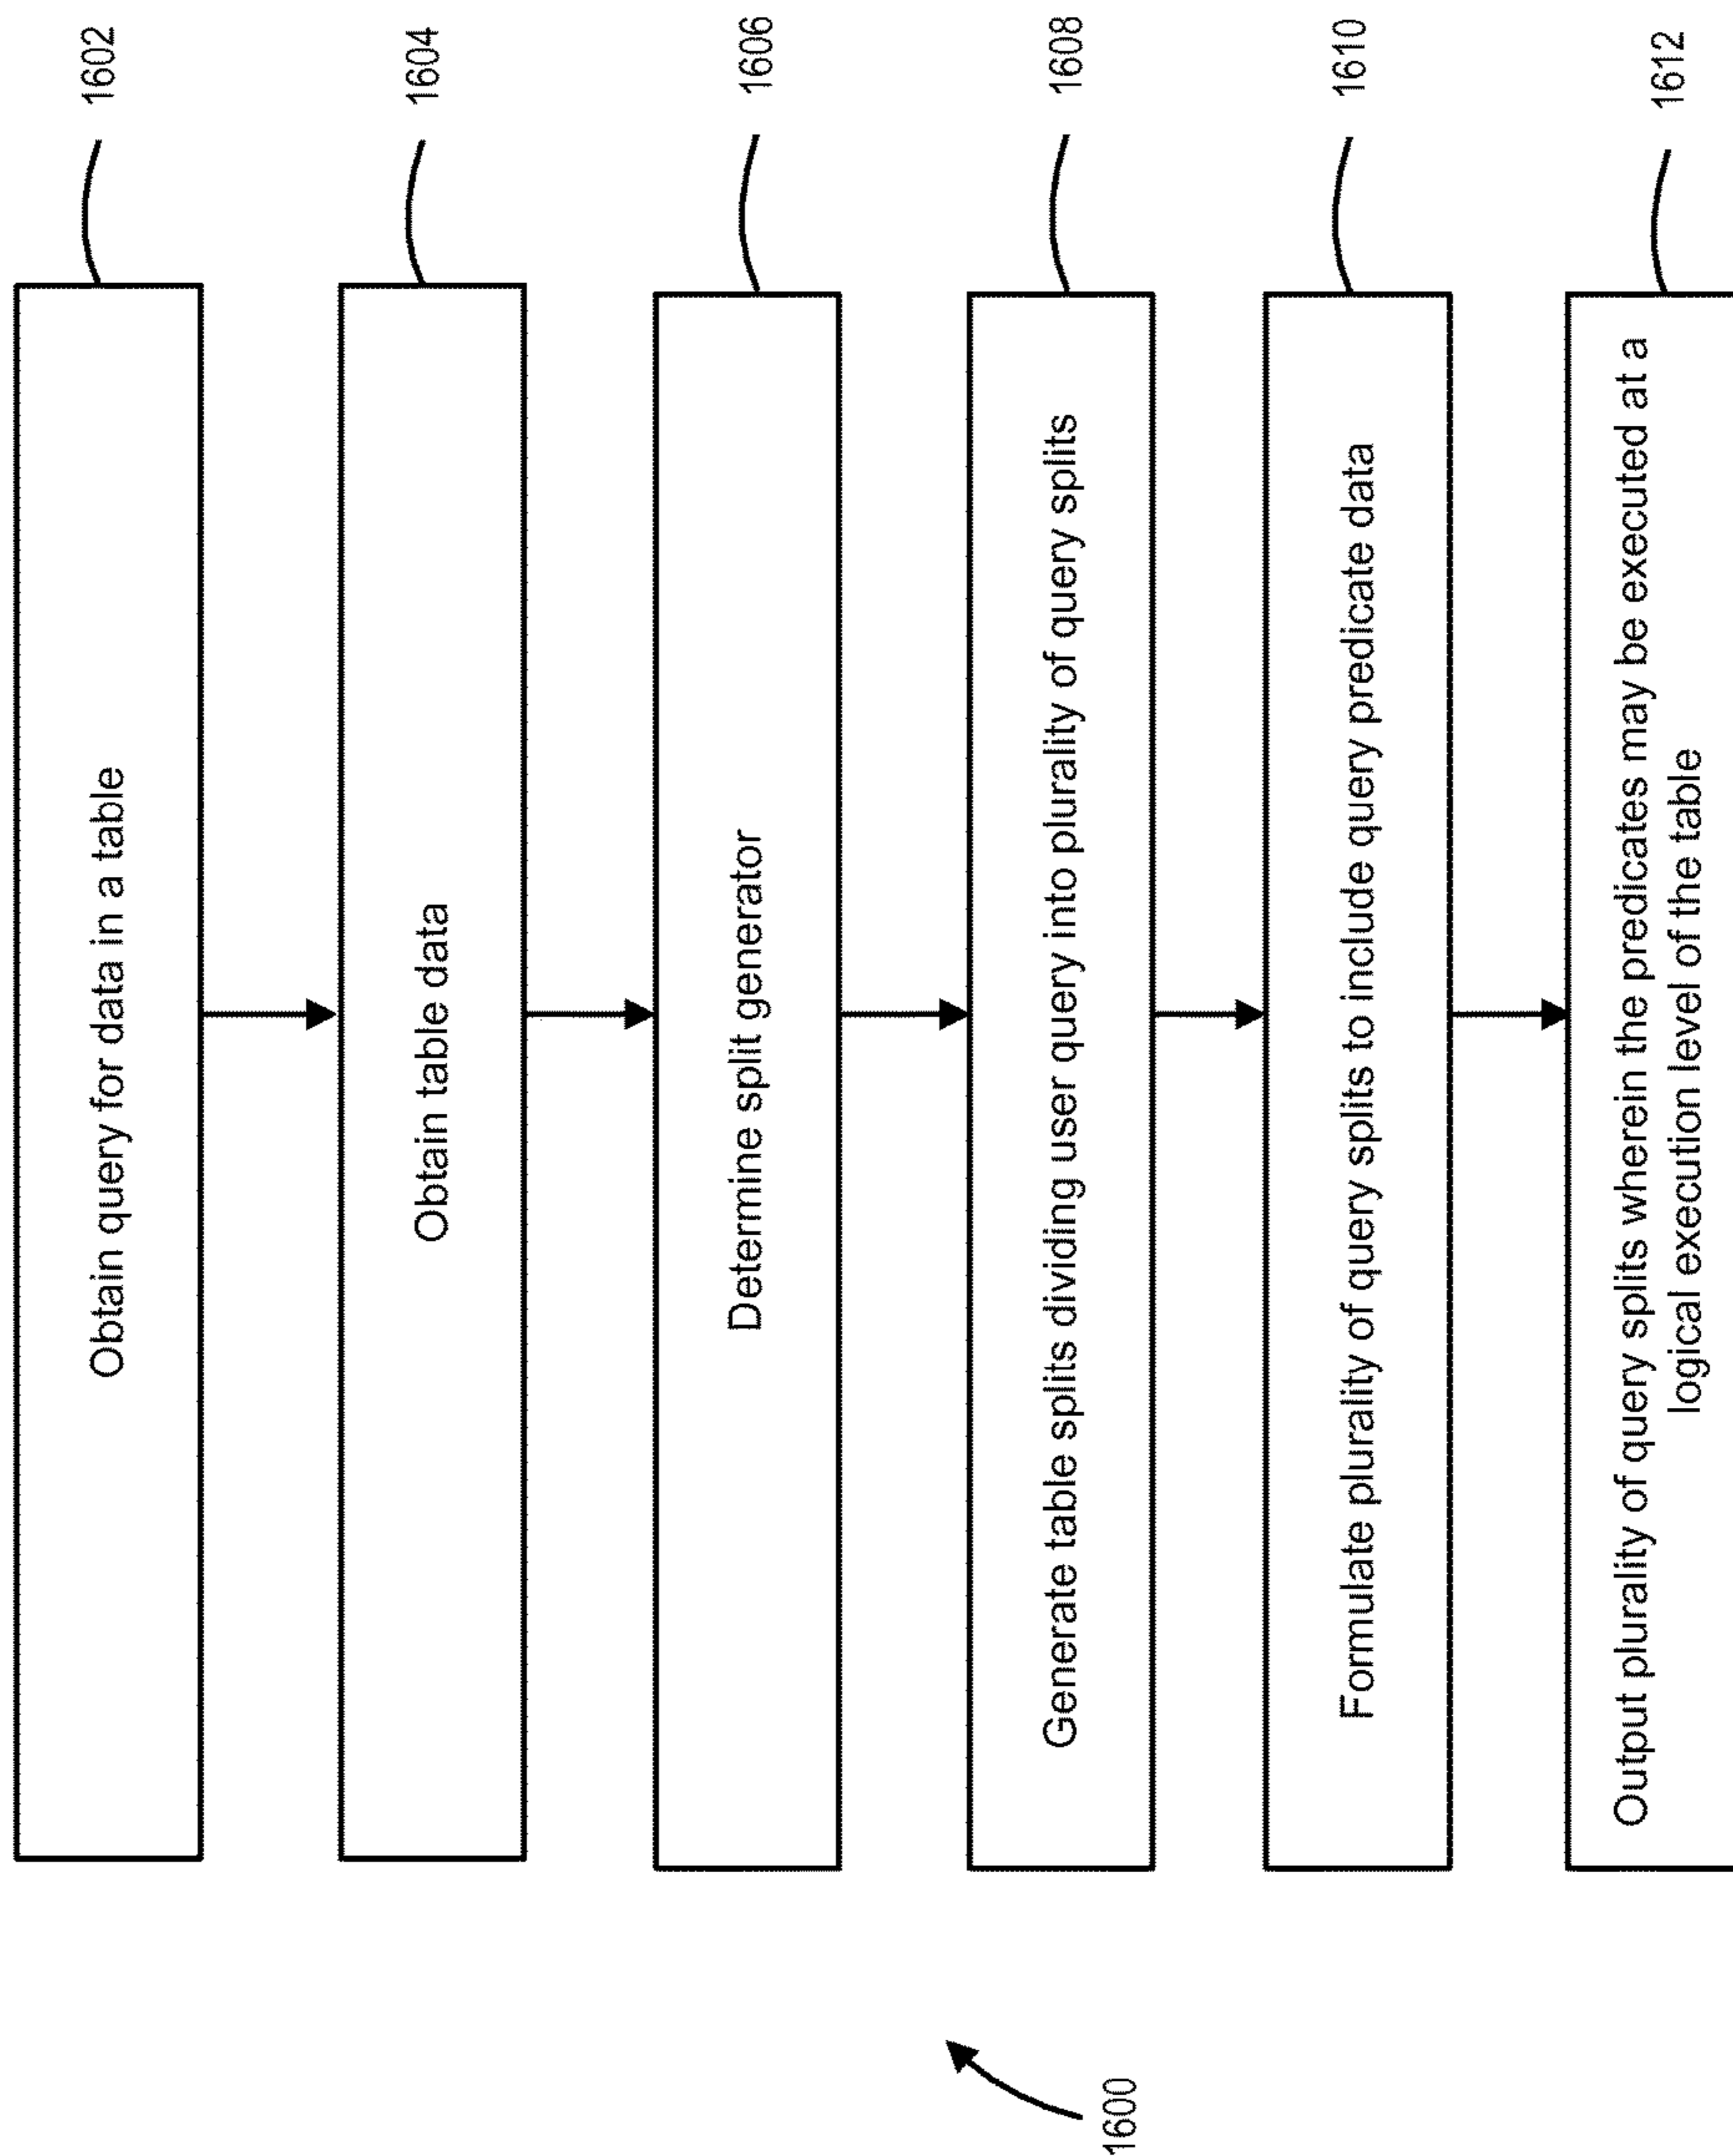 Obtain query for data in a table
1602
Obtain table data
1604
Determine split generator
1606
Generate table splits dividing user query into plurality of query splits
1608
Formulate plurality of query splits to include query predicate data
1610
Output plurality of query splits wherein the predicates may be executed at a
logical execution level of the table
1612
1600